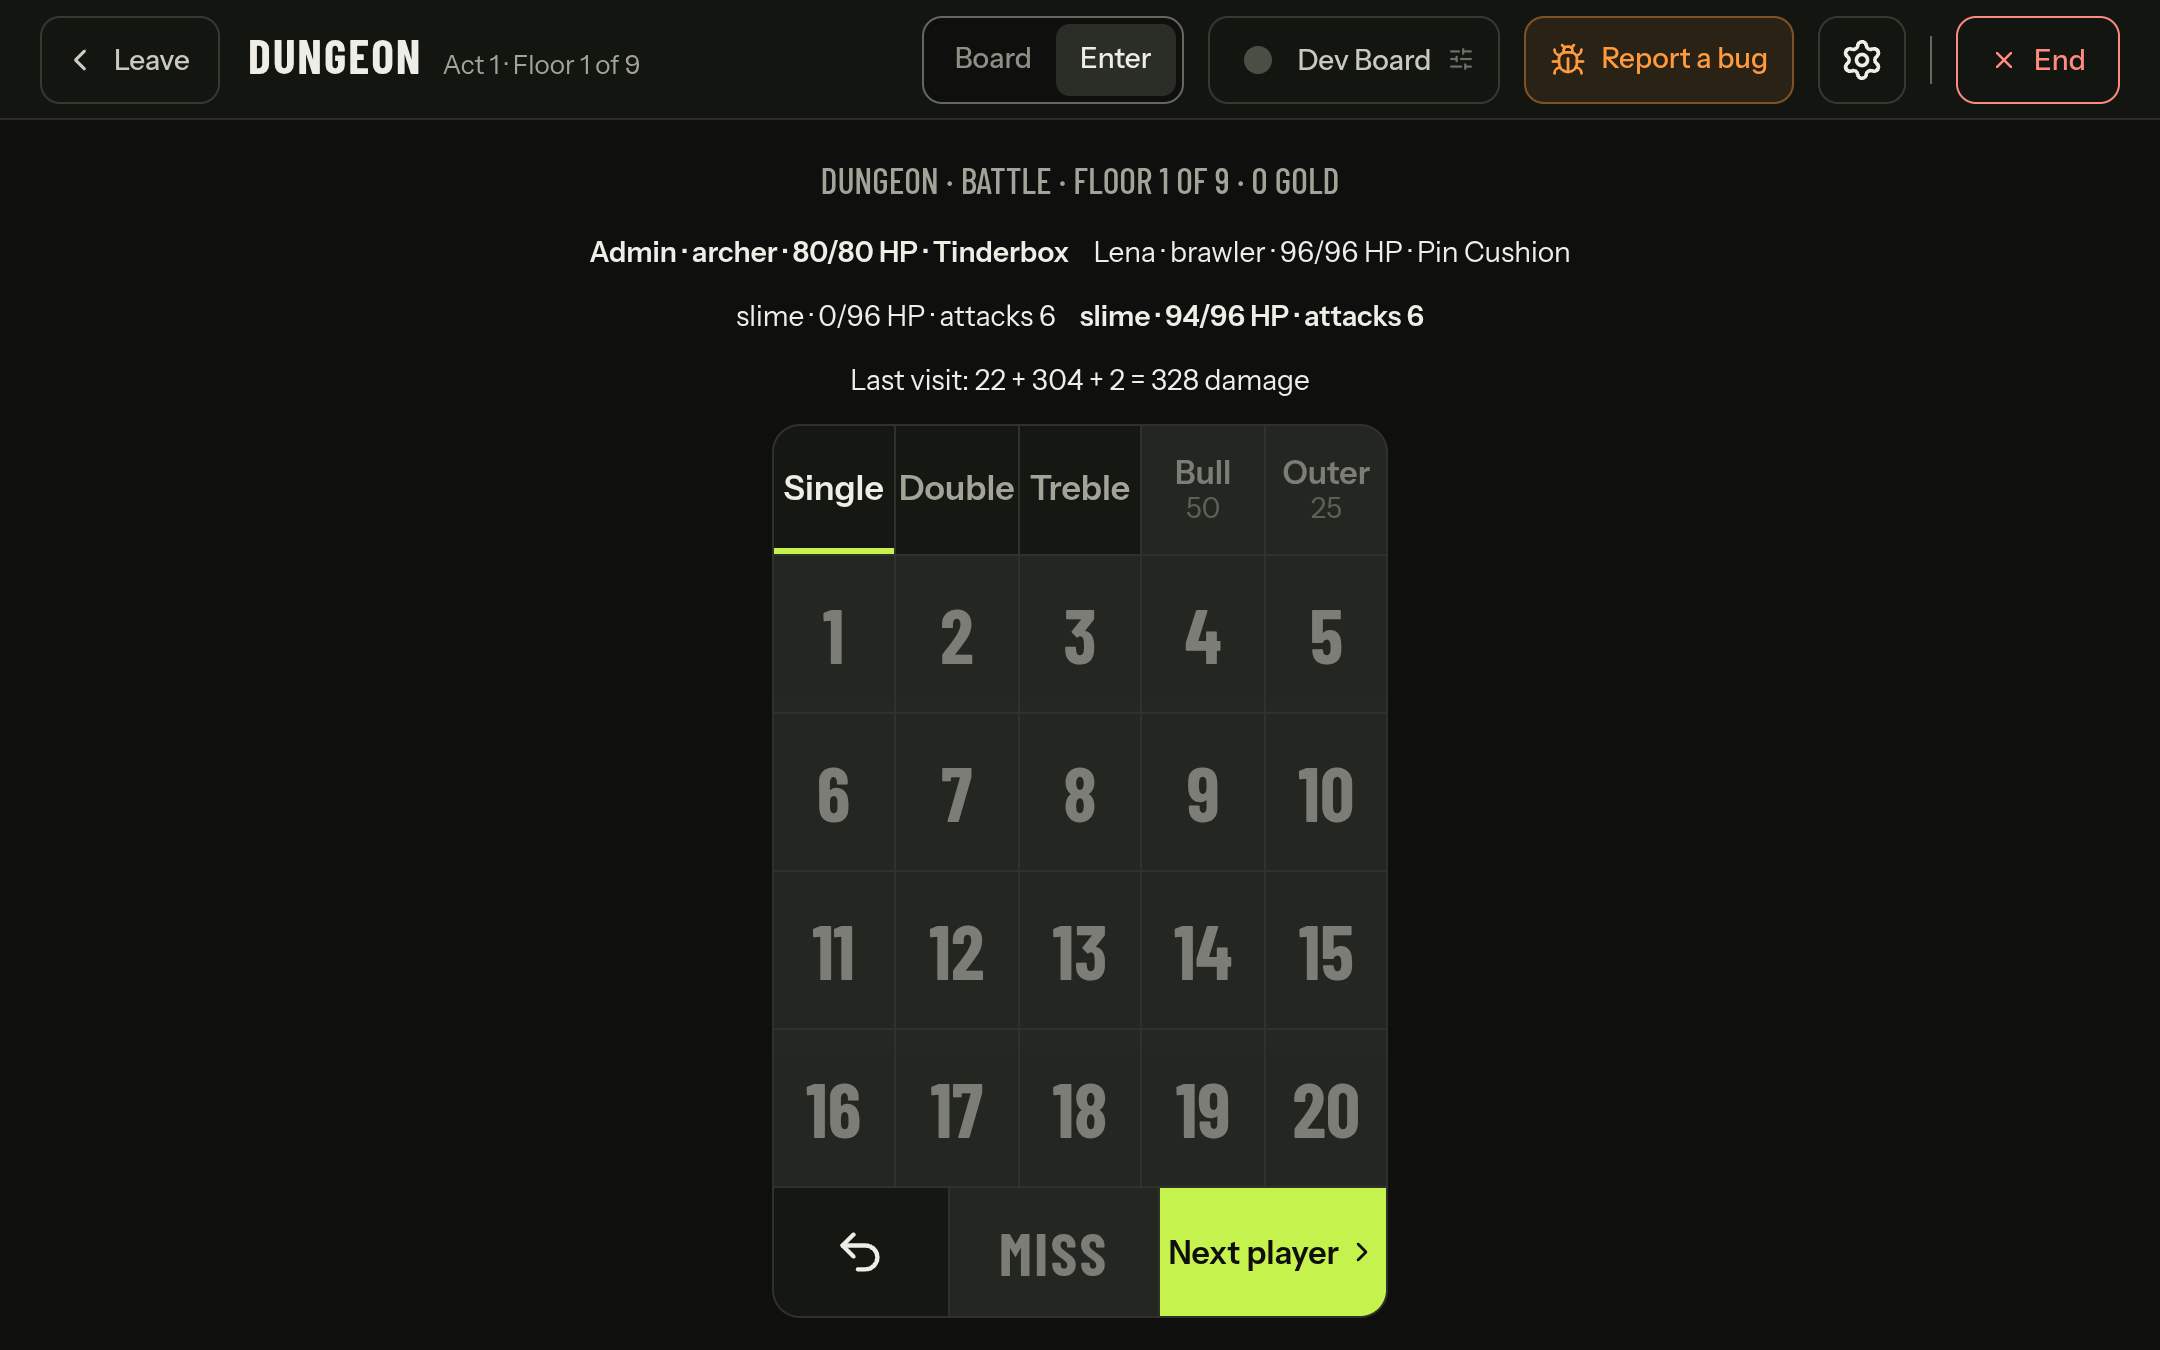 Leave DUNGEON Act 1 · Floor 1 of 9 Board Enter Dev Board Report a bug End
DUNGEON · BATTLE · FLOOR 1 OF 9 · 0 GOLD
Admin · archer · 80/80 HP · Tinderbox Lena · brawler · 96/96 HP · Pin Cushion
slime · 0/96 HP · attacks 6 slime · 94/96 HP · attacks 6
Last visit: 22 + 304 + 2 = 328 damage
Single Double Treble Bull 50 Outer 25
1 2 3 4 5
6 7 8 9 10
11 12 13 14 15
16 17 18 19 20
MISS Next player